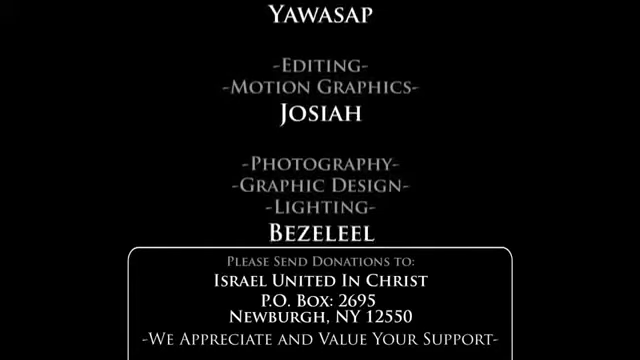 Yawasap
-Editing-
-Motion Graphics-
Josiah
-Photography-
-Graphic Design-
-Lighting-
Bezeleel
Please Send Donations to:
Israel United In Christ
P.O. Box: 2695
Newburgh, NY 12550
-We Appreciate and Value Your Support-